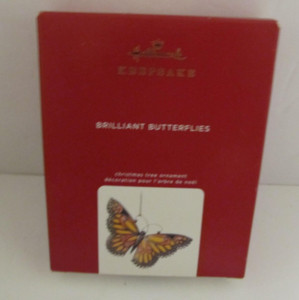 Hallmark
KEEPSAKE
BRILLIANT BUTTERFLIES
Christmas tree ornament
décoration pour l'arbre de noël